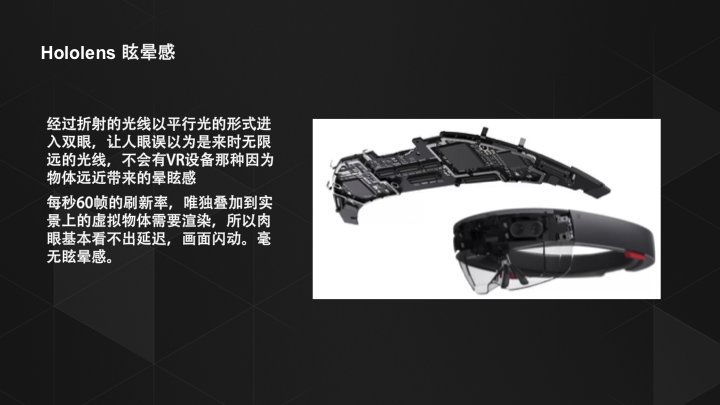 Hololens 眩晕感
经过折射的光线以平行光的形式进
入双眼，让人眼误以为是来时无限
远的光线，不会有VR设备那种因为
物体远近带来的晕眩感
每秒60帧的刷新率，唯独叠加到实
景上的虚拟物体需要渲染，所以肉
眼基本看不出延迟，画面闪动。毫
无眩晕感。